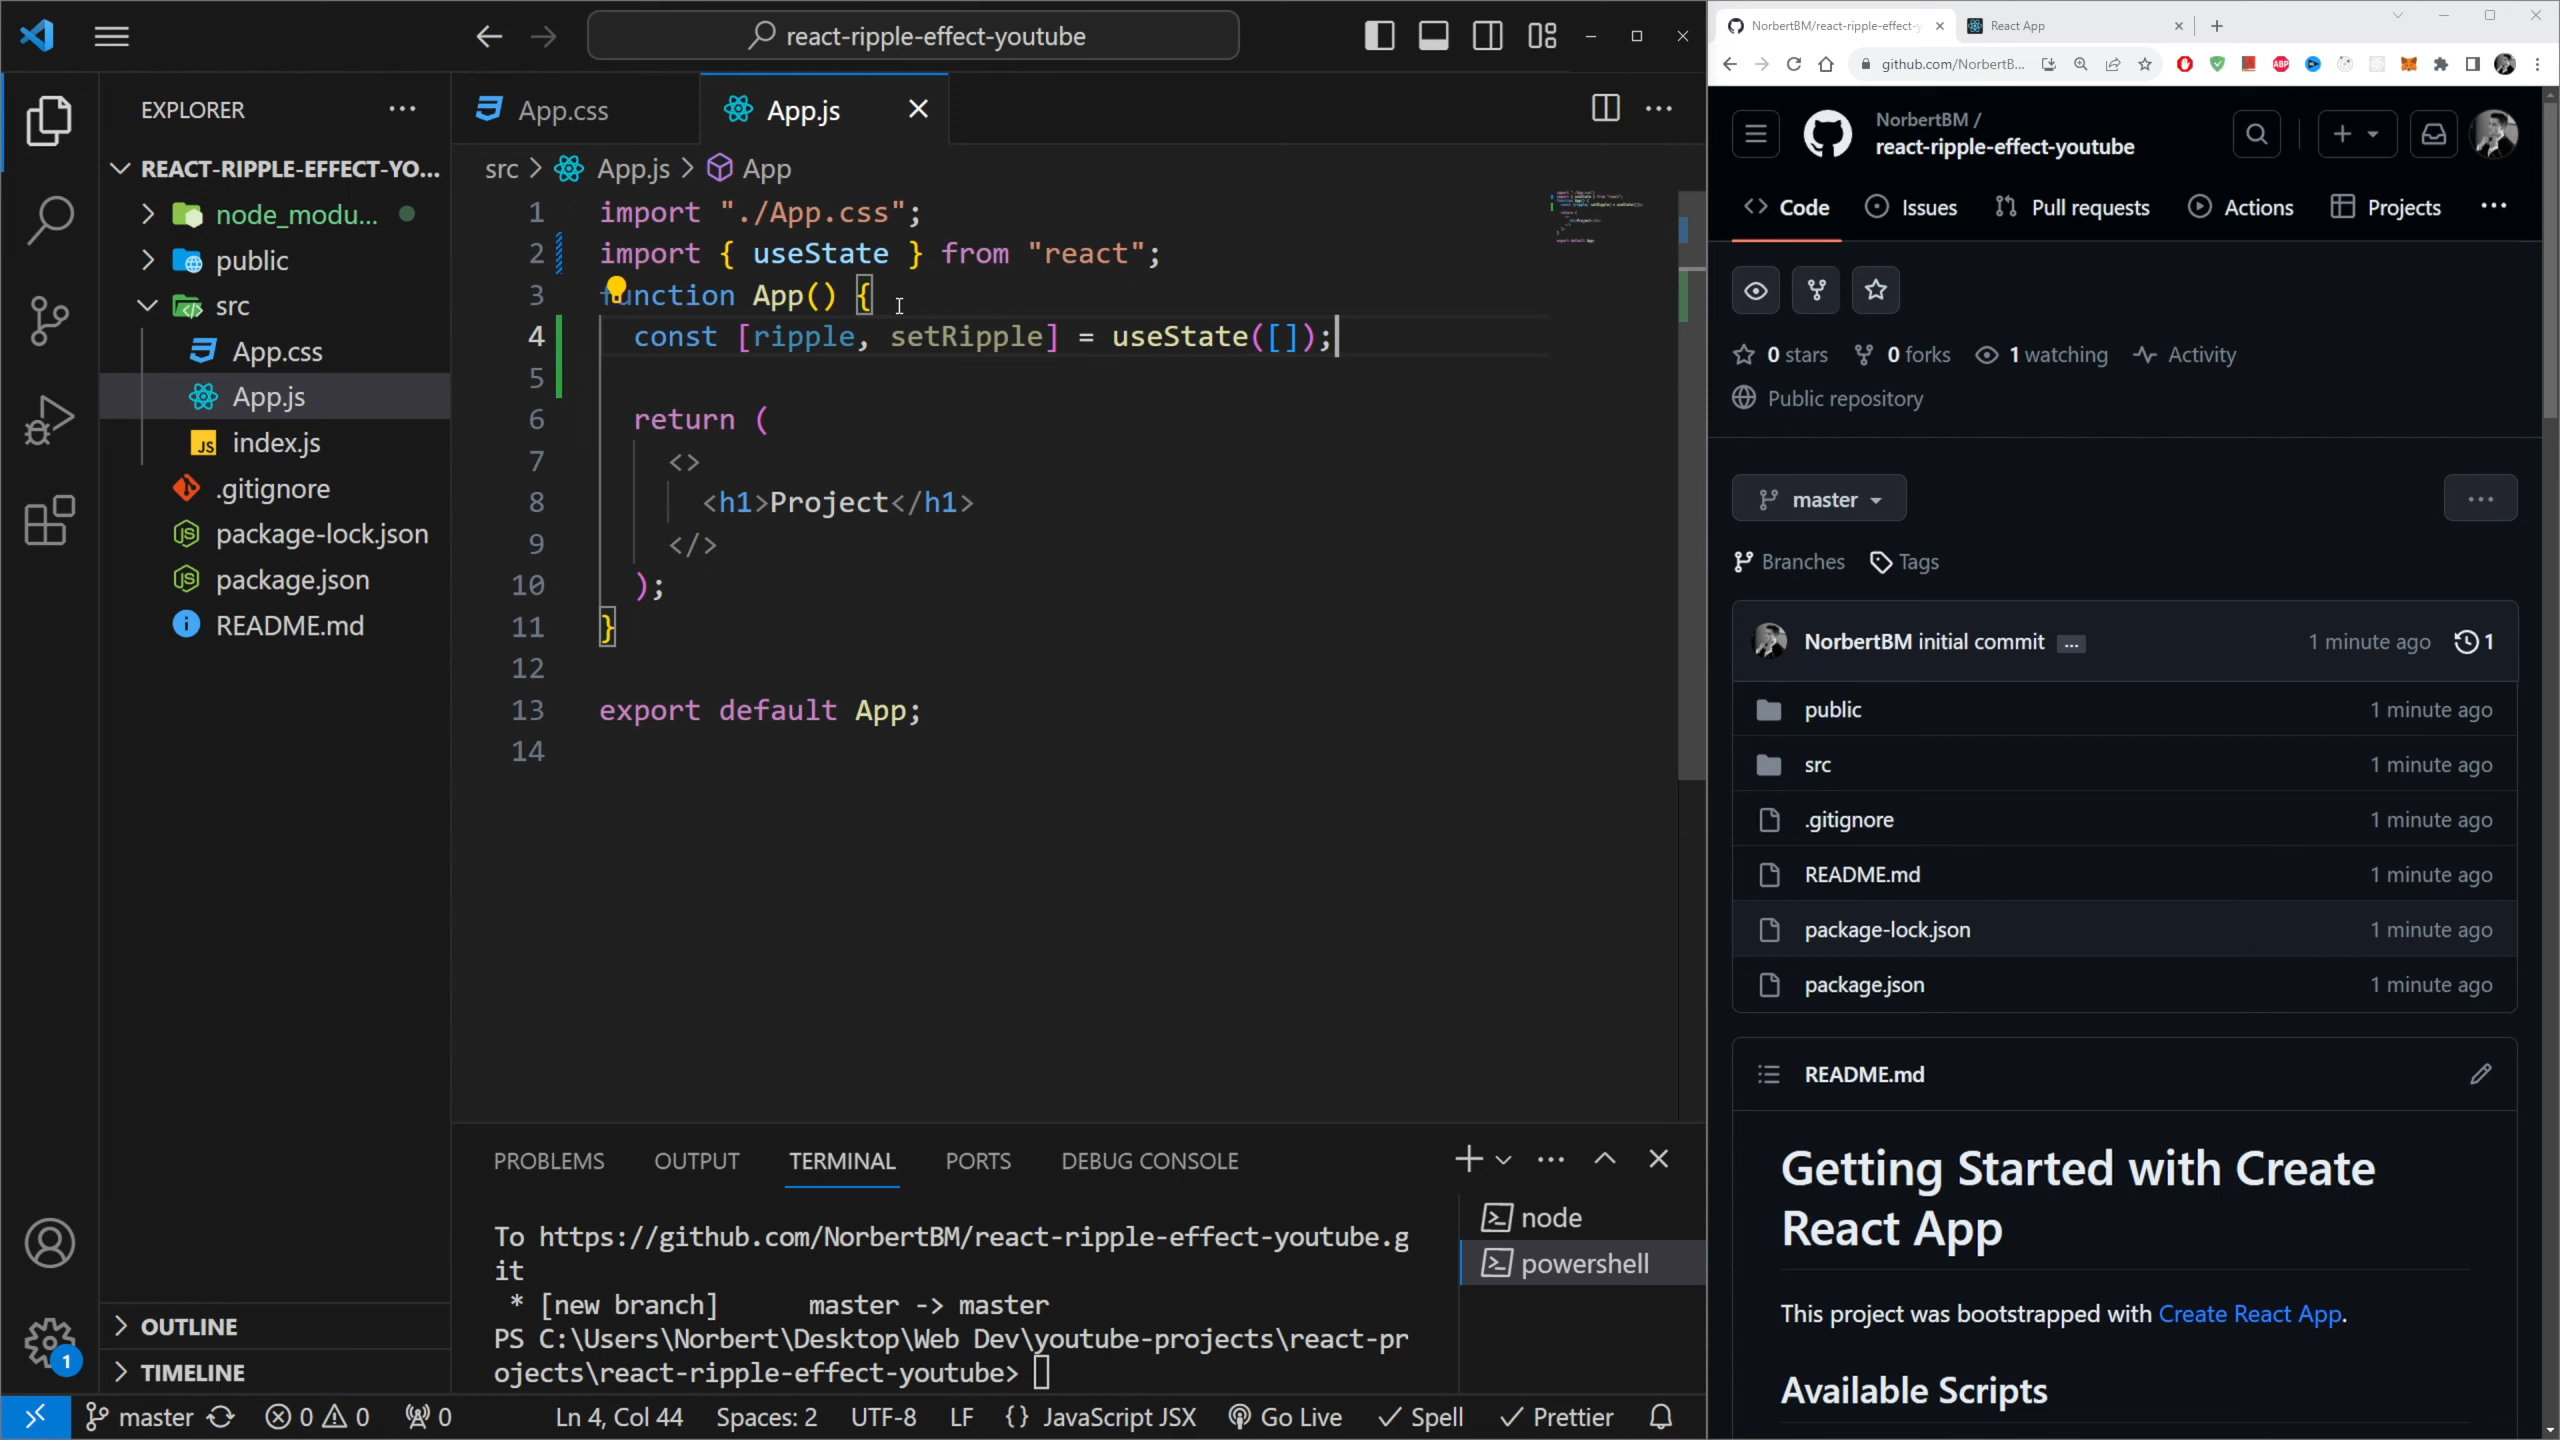 react-ripple-effect-youtube
EXPLORER
REACT-RIPPLE-EFFECT-YO...
node_modu...
public
src
App.css
App.js
index.js
.gitignore
package-lock.json
package.json
README.md
OUTLINE
TIMELINE
1
App.css
App.js
src > App.js > App
1 import "./App.css";
2 import { useState } from "react";
3 function App() {
4 const [ripple, setRipple] = useState([]);
5
6 return (
7 <>
8 <h1>Project</h1>
9 </>
10 );
11 }
12
13 export default App;
14
PROBLEMS OUTPUT TERMINAL PORTS DEBUG CONSOLE
To https://github.com/NorbertBM/react-ripple-effect-youtube.g
it
* [new branch] master -> master
PS C:\Users\Norbert\Desktop\Web Dev\youtube-projects\react-pr
ojects\react-ripple-effect-youtube>
node
powershell
master 0 0 0 Ln 4, Col 44 Spaces: 2 UTF-8 LF {} JavaScript JSX Go Live Spell Prettier
NorbertBM/react-ripple-effect-y
React App
github.com/NorbertB...
ABP
NorbertBM /
react-ripple-effect-youtube
Code Issues Pull requests Actions Projects
0 stars 0 forks 1 watching Activity
Public repository
master
Branches Tags
NorbertBM initial commit ... 1 minute ago 1
public 1 minute ago
src 1 minute ago
.gitignore 1 minute ago
README.md 1 minute ago
package-lock.json 1 minute ago
package.json 1 minute ago
README.md
Getting Started with Create
React App
This project was bootstrapped with Create React App.
Available Scripts